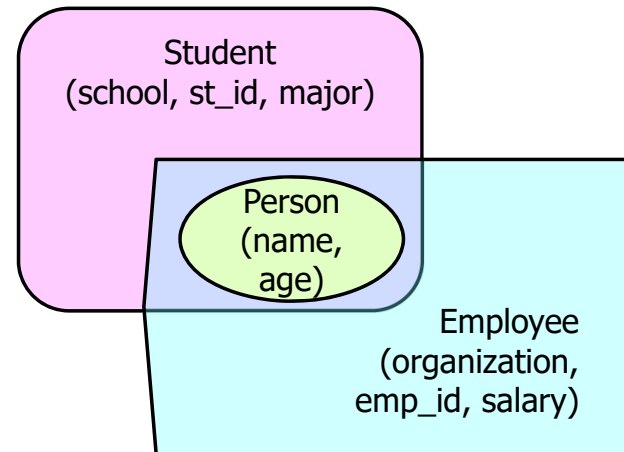 Student
(school, st_id, major)
Person
(name,
age)
Employee
(organization,
emp_id, salary)